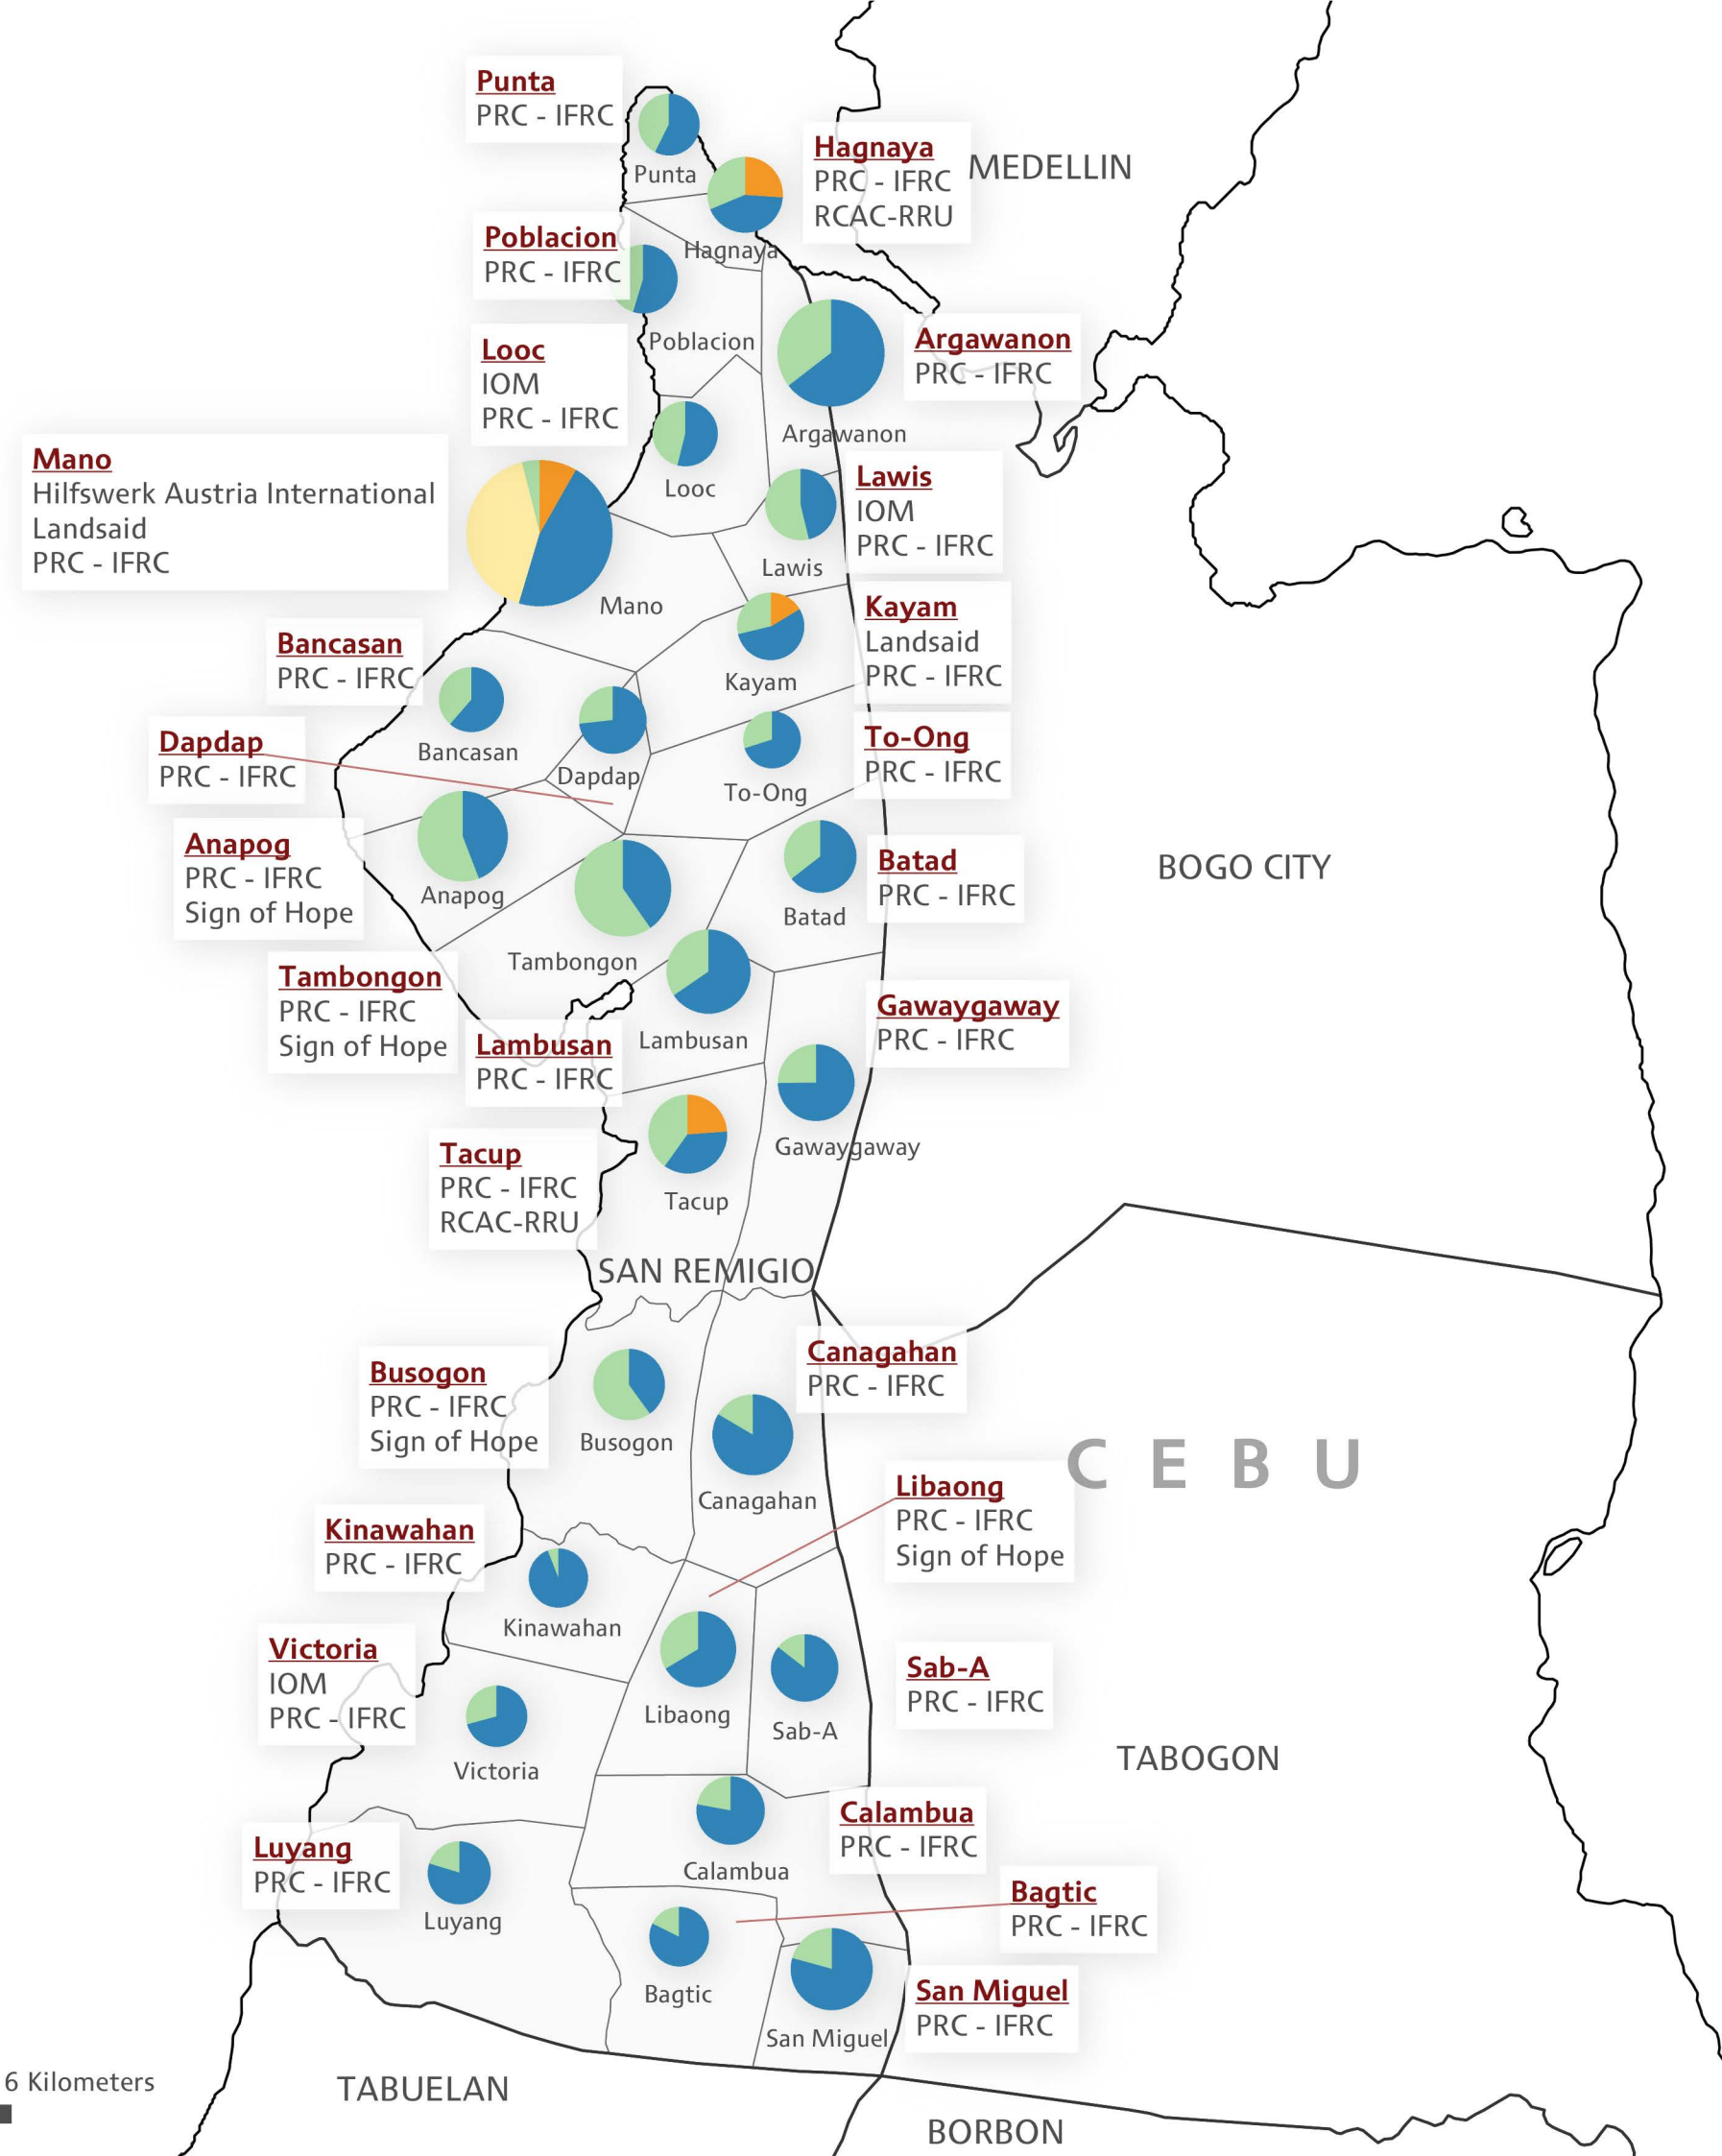 Punta
PRC - IFRC
Punta
Hagnaya
PRC - IFRC
RCAC-RRU
MEDELLIN
Hagnaya
Poblacion
PRC - IFRC
Poblacion
Looc
IOM
PRC - IFRC
Looc
Argawanon
PRC - IFRC
Argawanon
Mano
Hilfswerk Austria International
Landsaid
PRC - IFRC
Mano
Lawis
IOM
PRC - IFRC
Lawis
Kayam
Landsaid
PRC - IFRC
Kayam
Bancasan
PRC - IFRC
Bancasan
Dapdap
PRC - IFRC
Dapdap
To-Ong
PRC - IFRC
To-Ong
Anapog
PRC - IFRC
Sign of Hope
Anapog
Batad
PRC - IFRC
Batad
BOGO CITY
Tambongon
PRC - IFRC
Sign of Hope
Tambongon
Lambusan
PRC - IFRC
Lambusan
Gawaygaway
PRC - IFRC
Gawaygaway
Tacup
PRC - IFRC
RCAC-RRU
Tacup
SAN REMIGIO
Busogon
PRC - IFRC
Sign of Hope
Busogon
Canagahan
PRC - IFRC
Canagahan
CEBU
Libaong
PRC - IFRC
Sign of Hope
Libaong
Kinawahan
PRC - IFRC
Kinawahan
Victoria
IOM
PRC - IFRC
Victoria
Sab-A
PRC - IFRC
Sab-A
TABOGON
Calambua
PRC - IFRC
Calambua
Luyang
PRC - IFRC
Luyang
Bagtic
PRC - IFRC
Bagtic
San Miguel
PRC - IFRC
San Miguel
6 Kilometers
TABUELAN
BORBON